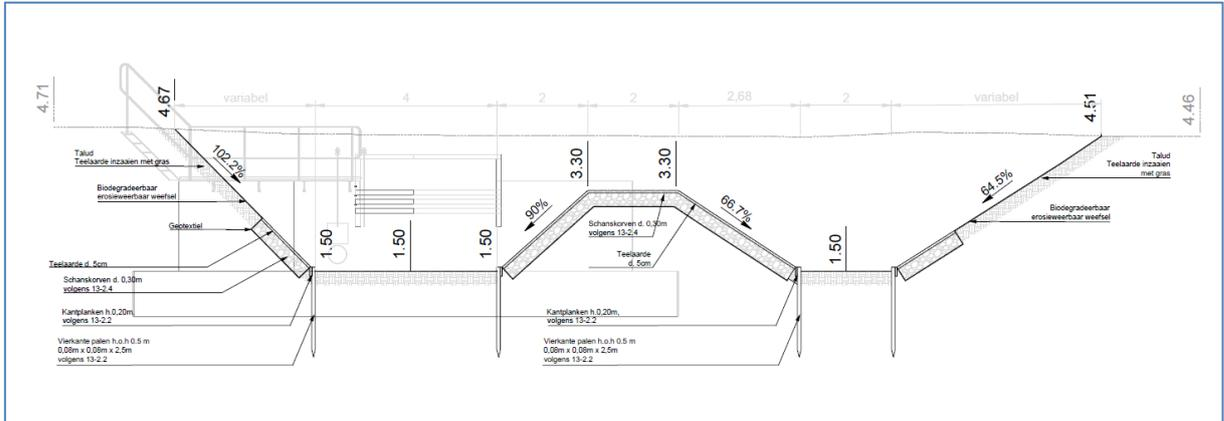 4.71
4.67
variabel
4
2
2
2,68
2
variabel
4.51
4.46
102.2%
Talud
Teelaarde inzaaien met gras
Biodegradeerbaar
erosieweerbaar weefsel
Geotextiel
Teelaarde d. 5cm
Schanskorven d. 0,30m
volgens 13-2.4
Kantplanken h.0,20m,
volgens 13-2.2
Vierkante palen h.o.h 0.5 m
0,08m x 0,08m x 2,5m
volgens 13-2.2
1.50
1.50
1.50
90%
3.30
3.30
66.7%
Schanskorven d. 0,30m
volgens 13-2.4
Teelaarde
d. 5cm
Kantplanken h.0,20m,
volgens 13-2.2
Vierkante palen h.o.h 0.5 m
0,08m x 0,08m x 2,5m
volgens 13-2.2
1.50
64.5%
Talud
Teelaarde inzaaien
met gras
Biodegradeerbaar
erosieweerbaar weefsel